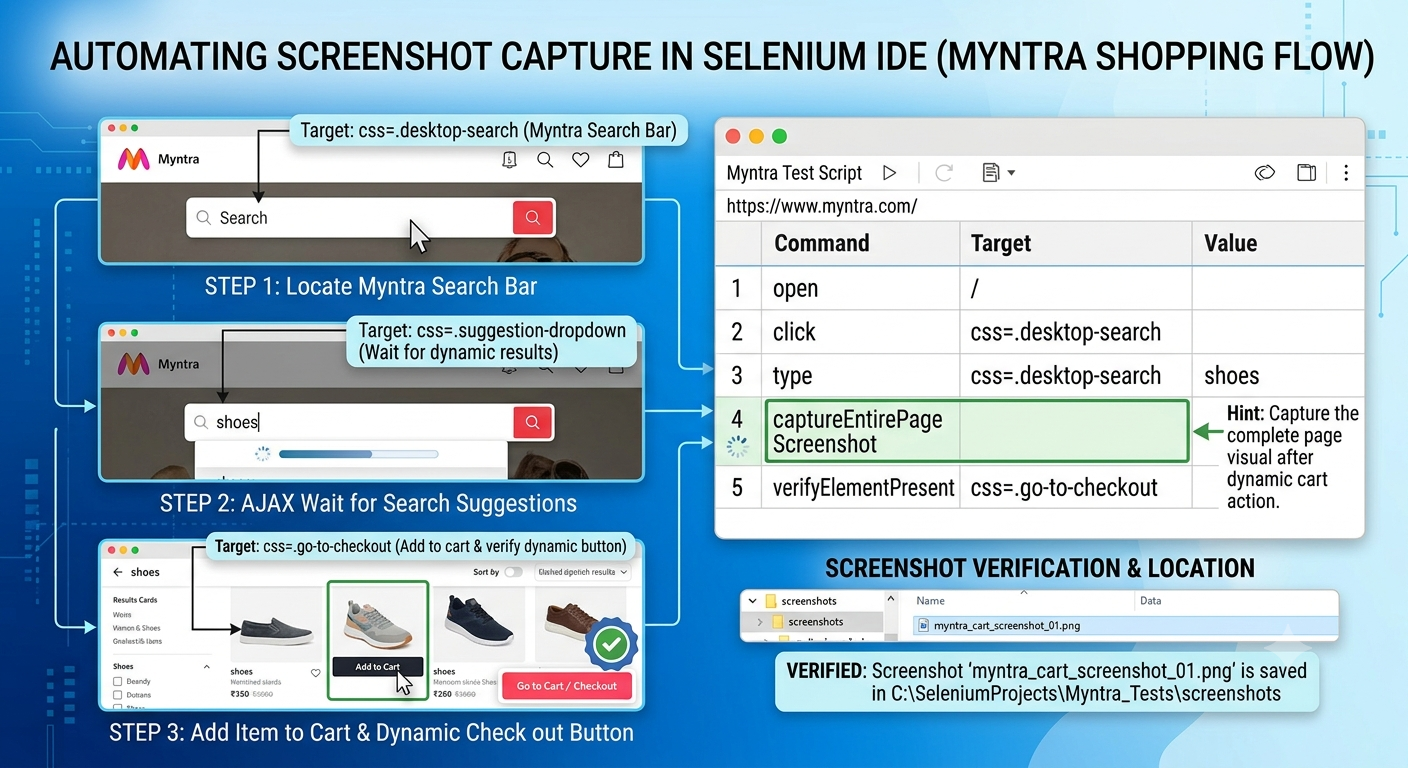 AUTOMATING SCREENSHOT CAPTURE IN SELENIUM IDE (MYNTRA SHOPPING FLOW)
Target: css=.desktop-search (Myntra Search Bar)
Myntra
Search
STEP 1: Locate Myntra Search Bar
Target: css=.suggestion-dropdown
(Wait for dynamic results)
Myntra
shoes
STEP 2: AJAX Wait for Search Suggestions
Target: css=.go-to-checkout (Add to cart & verify dynamic button)
shoes
Sort by
Results Cards
Shoes
shoes
₹350
Add to Cart
shoes
₹260
Go to Cart / Checkout
STEP 3: Add Item to Cart & Dynamic Check out Button
Myntra Test Script
https://www.myntra.com/
Command Target Value
1 open /
2 click css=.desktop-search
3 type css=.desktop-search shoes
4 captureEntirePage
Screenshot
5 verifyElementPresent css=.go-to-checkout
Hint: Capture the
complete page
visual after
dynamic cart
action.
SCREENSHOT VERIFICATION & LOCATION
screenshots
screenshots
Name Data
myntra_cart_screenshot_01.png
VERIFIED: Screenshot ‘myntra_cart_screenshot_01.png’ is saved
in C:\SeleniumProjects\Myntra_Tests\screenshots